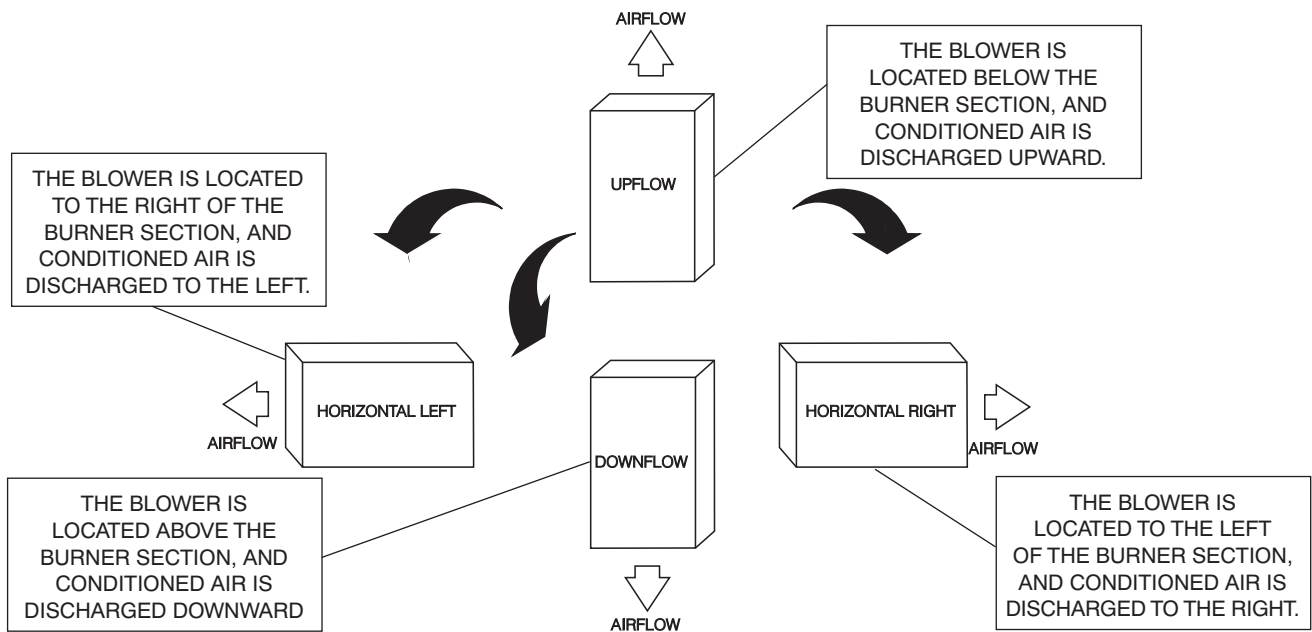 AIRFLOW
THE BLOWER IS
LOCATED BELOW THE
BURNER SECTION, AND
CONDITIONED AIR IS
DISCHARGED UPWARD.
UPFLOW
THE BLOWER IS LOCATED
TO THE RIGHT OF THE
BURNER SECTION, AND
CONDITIONED AIR IS
DISCHARGED TO THE LEFT.
HORIZONTAL LEFT
AIRFLOW
HORIZONTAL RIGHT
AIRFLOW
DOWNFLOW
THE BLOWER IS
LOCATED ABOVE THE
BURNER SECTION, AND
CONDITIONED AIR IS
DISCHARGED DOWNWARD
THE BLOWER IS
LOCATED TO THE LEFT
OF THE BURNER SECTION,
AND CONDITIONED AIR IS
DISCHARGED TO THE RIGHT.
AIRFLOW